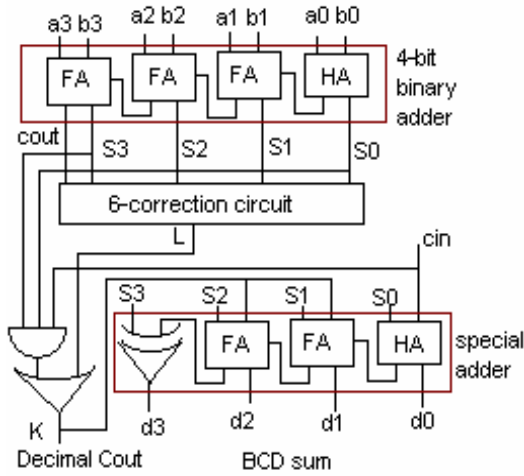 a3 b3 a2 b2 a1 b1 a0 b0
FA FA FA HA
4-bit
binary
adder
cout
S3 S2 S1 S0
6-correction circuit
L
cin
S3 S2 S1 S0
FA FA HA
special
adder
K
d3 d2 d1 d0
Decimal Cout
BCD sum